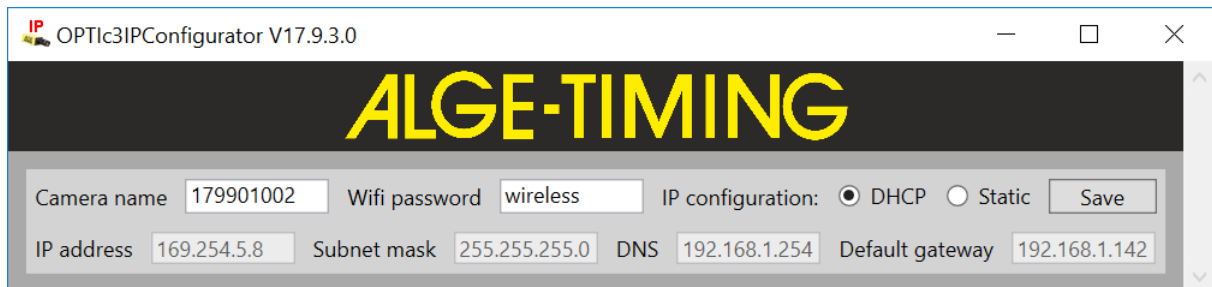 IP
OPTIc3IPConfigurator V17.9.3.0
ALGE-TIMING
Camera name 179901002 Wifi password wireless IP configuration: DHCP Static Save
IP address 169.254.5.8 Subnet mask 255.255.255.0 DNS 192.168.1.254 Default gateway 192.168.1.142